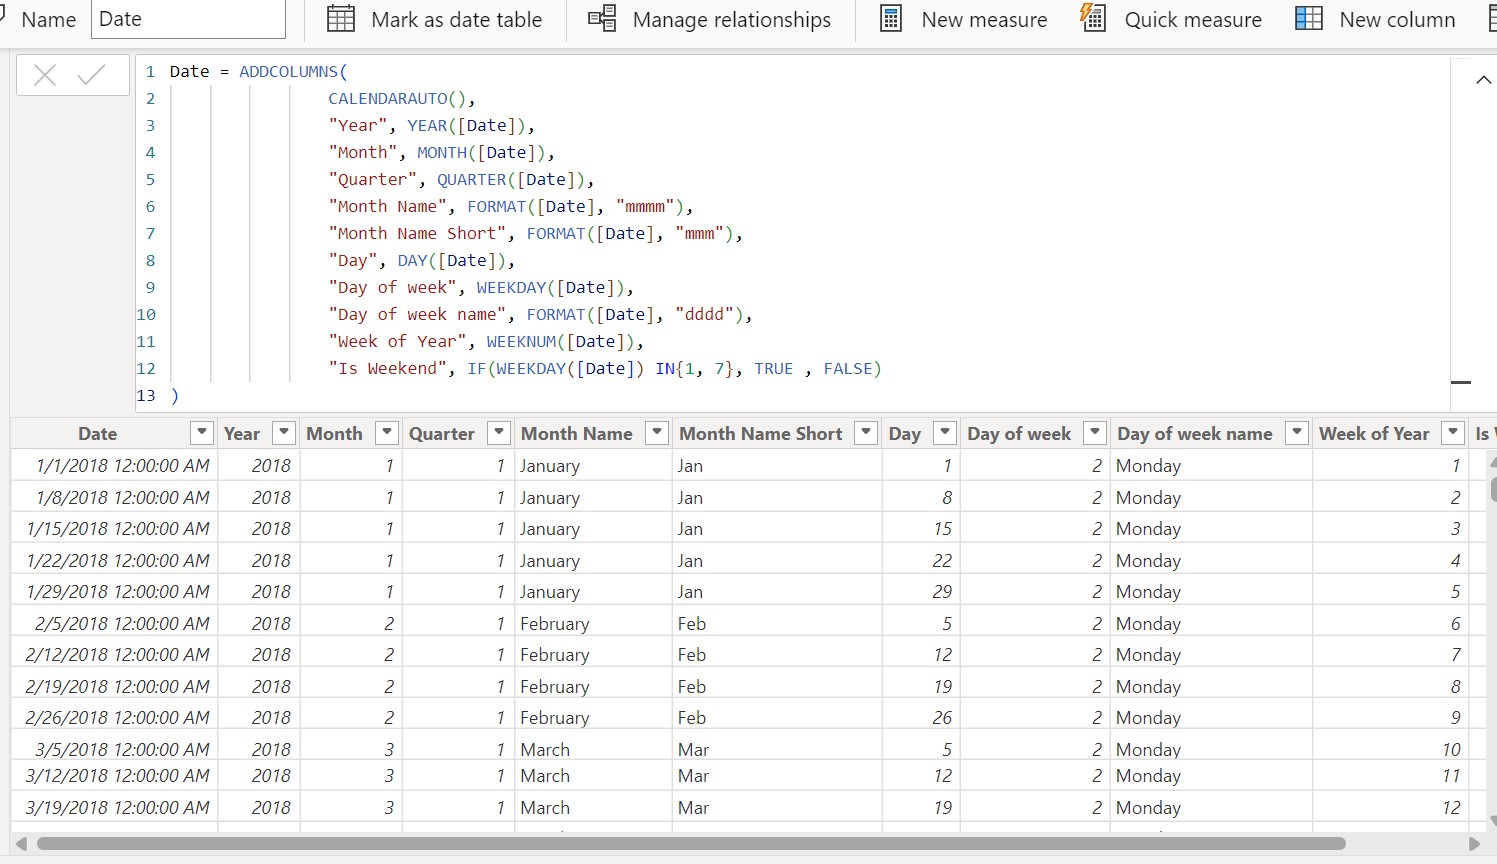 Name Date Mark as date table Manage relationships New measure Quick measure New column
1 Date = ADDCOLUMNS(
2 CALENDARAUTO(),
3 "Year", YEAR([Date]),
4 "Month", MONTH([Date]),
5 "Quarter", QUARTER([Date]),
6 "Month Name", FORMAT([Date], "mmmm"),
7 "Month Name Short", FORMAT([Date], "mmm"),
8 "Day", DAY([Date]),
9 "Day of week", WEEKDAY([Date]),
10 "Day of week name", FORMAT([Date], "dddd"),
11 "Week of Year", WEEKNUM([Date]),
12 "Is Weekend", IF(WEEKDAY([Date]) IN{1, 7}, TRUE , FALSE)
13 )
Date Year Month Quarter Month Name Month Name Short Day Day of week Day of week name Week of Year Is
1/1/2018 12:00:00 AM 2018 1 1 January Jan 1 2 Monday 1
1/8/2018 12:00:00 AM 2018 1 1 January Jan 8 2 Monday 2
1/15/2018 12:00:00 AM 2018 1 1 January Jan 15 2 Monday 3
1/22/2018 12:00:00 AM 2018 1 1 January Jan 22 2 Monday 4
1/29/2018 12:00:00 AM 2018 1 1 January Jan 29 2 Monday 5
2/5/2018 12:00:00 AM 2018 2 1 February Feb 5 2 Monday 6
2/12/2018 12:00:00 AM 2018 2 1 February Feb 12 2 Monday 7
2/19/2018 12:00:00 AM 2018 2 1 February Feb 19 2 Monday 8
2/26/2018 12:00:00 AM 2018 2 1 February Feb 26 2 Monday 9
3/5/2018 12:00:00 AM 2018 3 1 March Mar 5 2 Monday 10
3/12/2018 12:00:00 AM 2018 3 1 March Mar 12 2 Monday 11
3/19/2018 12:00:00 AM 2018 3 1 March Mar 19 2 Monday 12